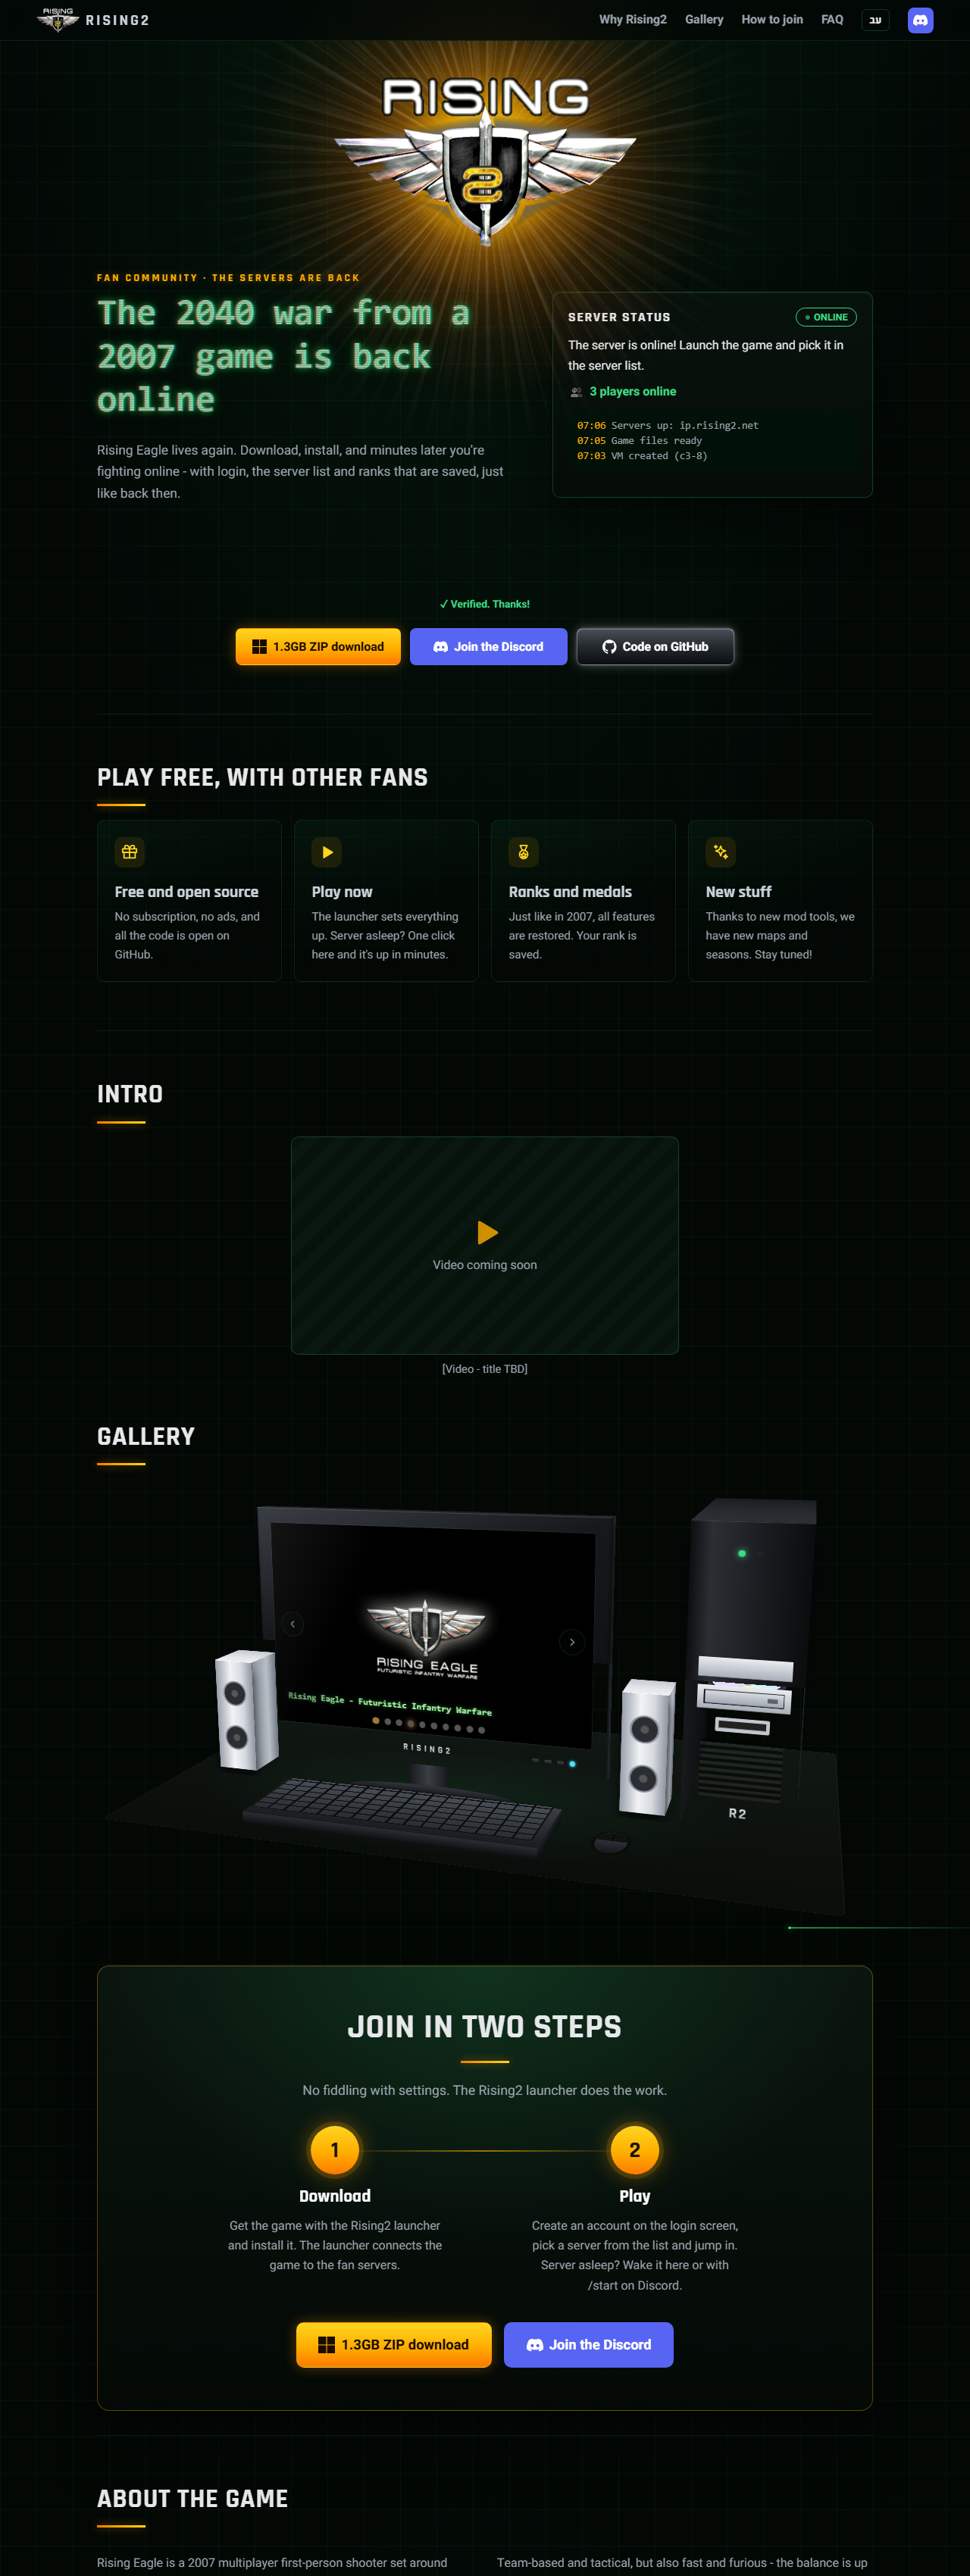 RISING
RISING2
Why Rising2
Gallery
How to join
FAQ
עב
RISING
2
FAN COMMUNITY · THE SERVERS ARE BACK
The 2040 war from a
2007 game is back
online
Rising Eagle lives again. Download, install, and minutes later you're
fighting online - with login, the server list and ranks that are saved, just
like back then.
SERVER STATUS
ONLINE
The server is online! Launch the game and pick it in
the server list.
3 players online
07:06 Servers up: ip.rising2.net
07:05 Game files ready
07:03 VM created (c3-8)
✓ Verified. Thanks!
1.3GB ZIP download
Join the Discord
Code on GitHub
PLAY FREE, WITH OTHER FANS
Free and open source
No subscription, no ads, and
all the code is open on
GitHub.
Play now
The launcher sets everything
up. Server asleep? One click
here and it's up in minutes.
Ranks and medals
Just like in 2007, all features
are restored. Your rank is
saved.
New stuff
Thanks to new mod tools, we
have new maps and
seasons. Stay tuned!
INTRO
Video coming soon
[Video - title TBD]
GALLERY
RISING EAGLE
FUTURISTIC INFANTRY WARFARE
Rising Eagle - Futuristic Infantry Warfare
RISING2
R2
JOIN IN TWO STEPS
No fiddling with settings. The Rising2 launcher does the work.
1
Download
Get the game with the Rising2 launcher
and install it. The launcher connects the
game to the fan servers.
2
Play
Create an account on the login screen,
pick a server from the list and jump in.
Server asleep? Wake it here or with
/start on Discord.
1.3GB ZIP download
Join the Discord
ABOUT THE GAME
Rising Eagle is a 2007 multiplayer first-person shooter set around
Team-based and tactical, but also fast and furious - the balance is up